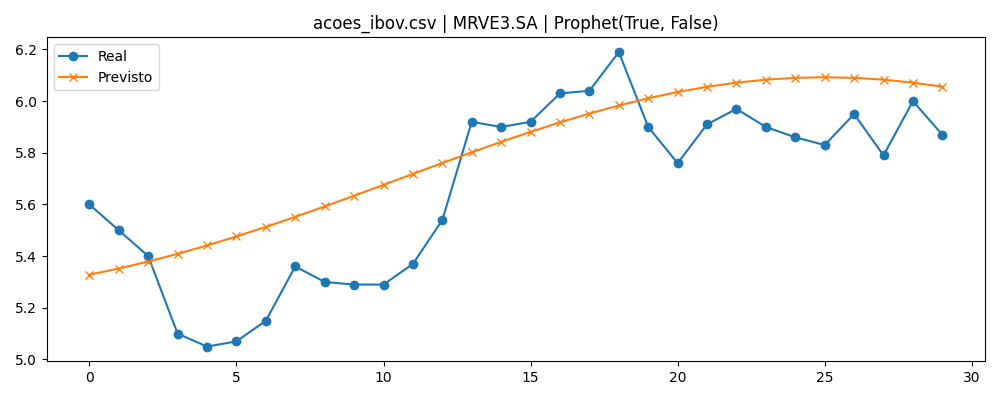 acoes_ibov.csv | MRVE3.SA | Prophet(True, False)
Real
Previsto
6.2
6.0
5.8
5.6
5.4
5.2
5.0
0 5 10 15 20 25 30